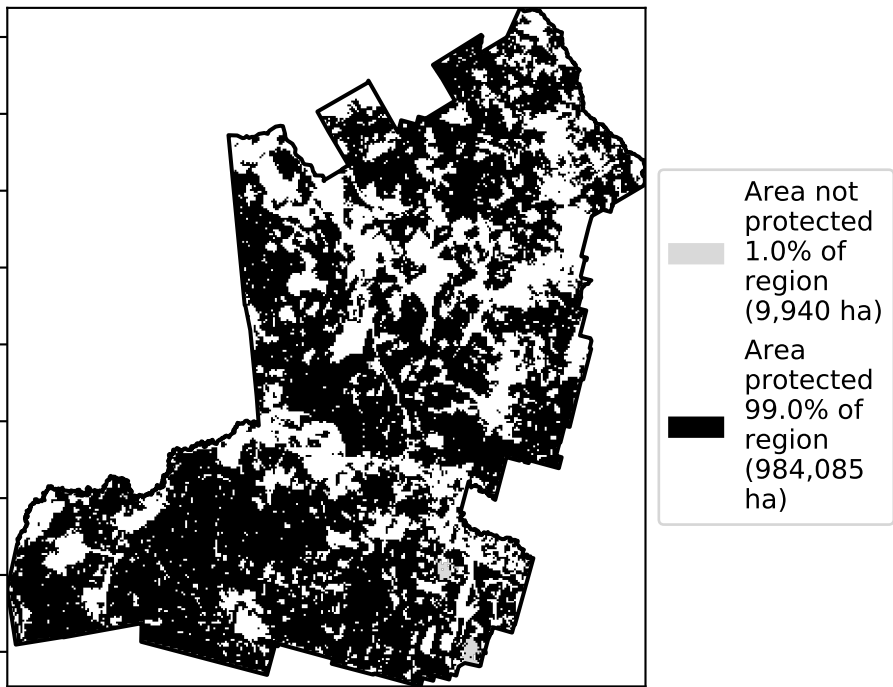 Area not
protected
1.0% of
region
(9,940 ha)
Area
protected
99.0% of
region
(984,085
ha)